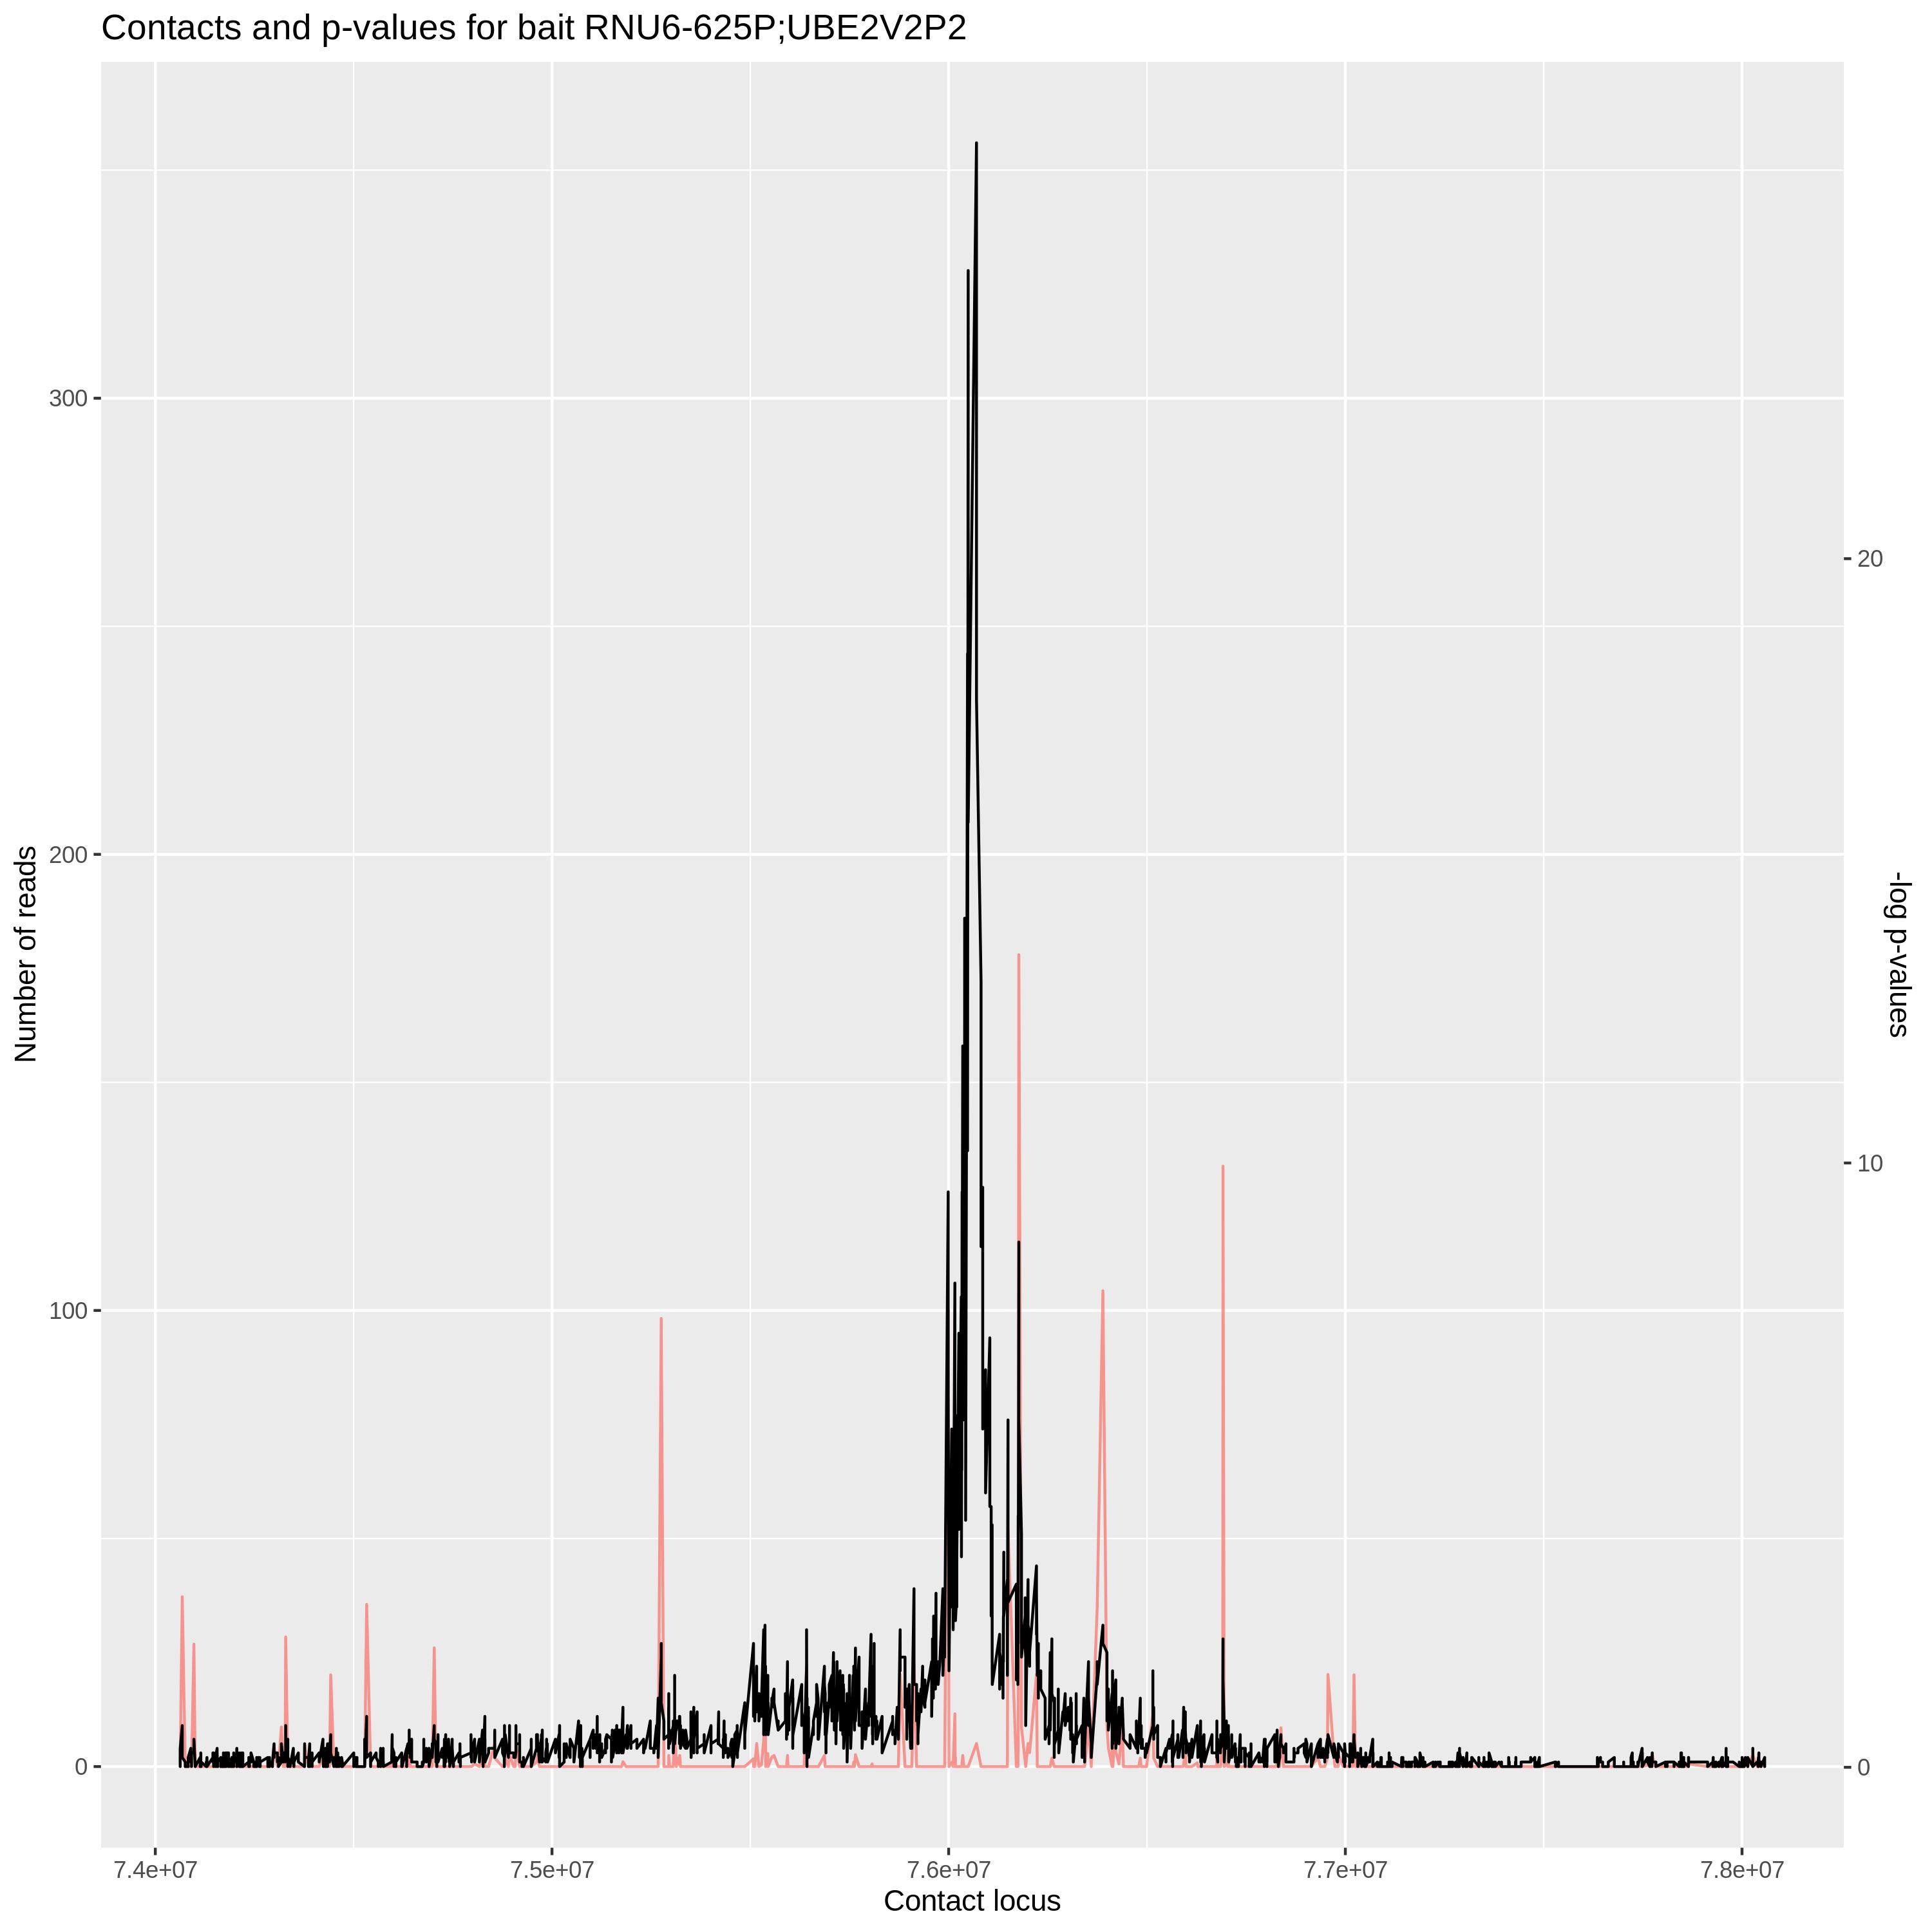 Contacts and p-values for bait RNU6-625P;UBE2V2P2
300
200
100
0
Number of reads
20
10
0
-log p-values
7.4e+07
7.5e+07
7.6e+07
7.7e+07
7.8e+07
Contact locus